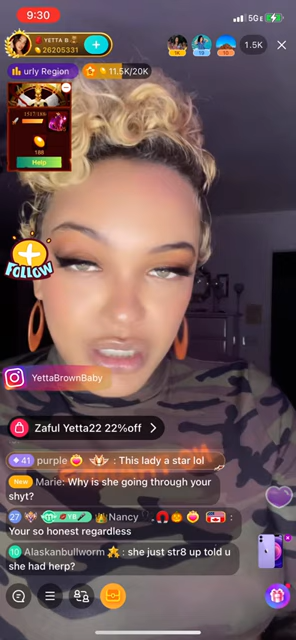 9:30
5GE
YETTA B
26205331
1.5K
urly Region
11.5K/20K
188
Help
FOLLOW
YettaBrownBaby
Zaful Yetta22 22%off
41 purple : This lady a star lol
New Marie: Why is she going through your
shyt?
27 Nancy :
Your so honest regardless
10 Alaskanbullworm : she just str8 up told u
she had herp?